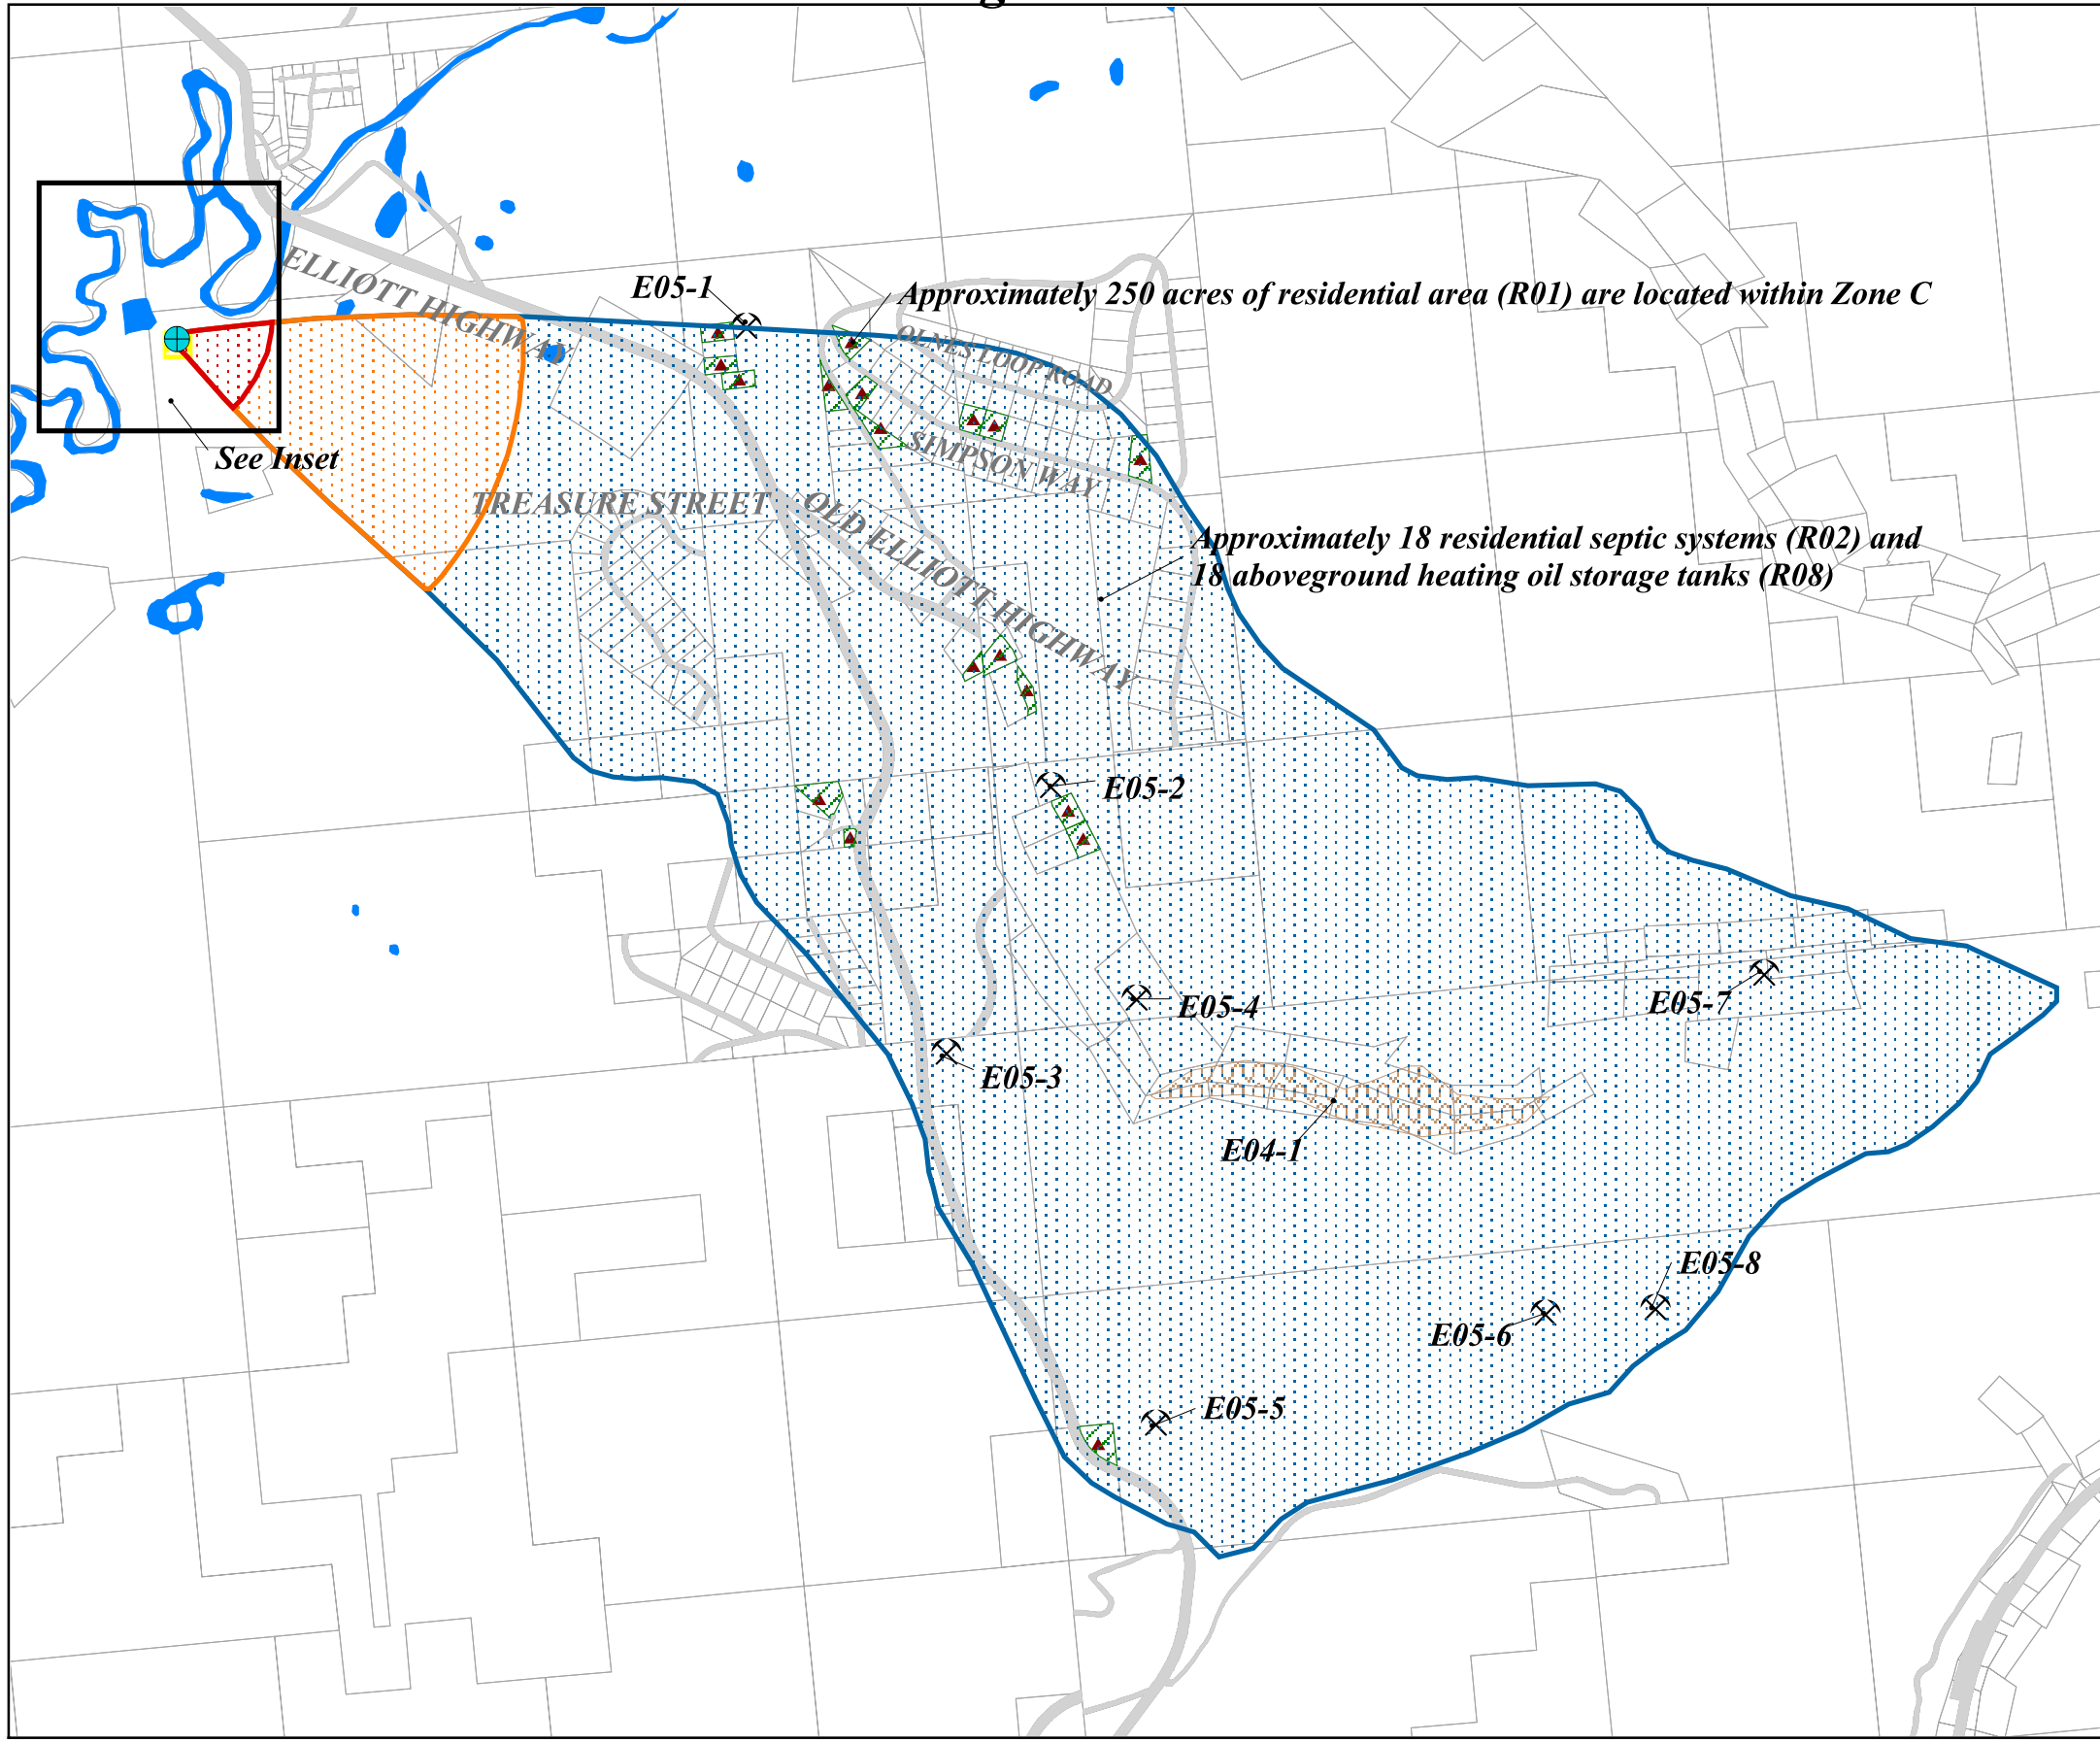 E05-1
Approximately 250 acres of residential area (R01) are located within Zone C
ELLIOTT HIGHWAY
OLNES LOOP ROAD
See Inset
SIMPSON WAY
TREASURE STREET
OLD ELLIOTT HIGHWAY
Approximately 18 residential septic systems (R02) and
18 aboveground heating oil storage tanks (R08)
E05-2
E05-4
E05-7
E05-3
E04-1
E05-8
E05-6
E05-5